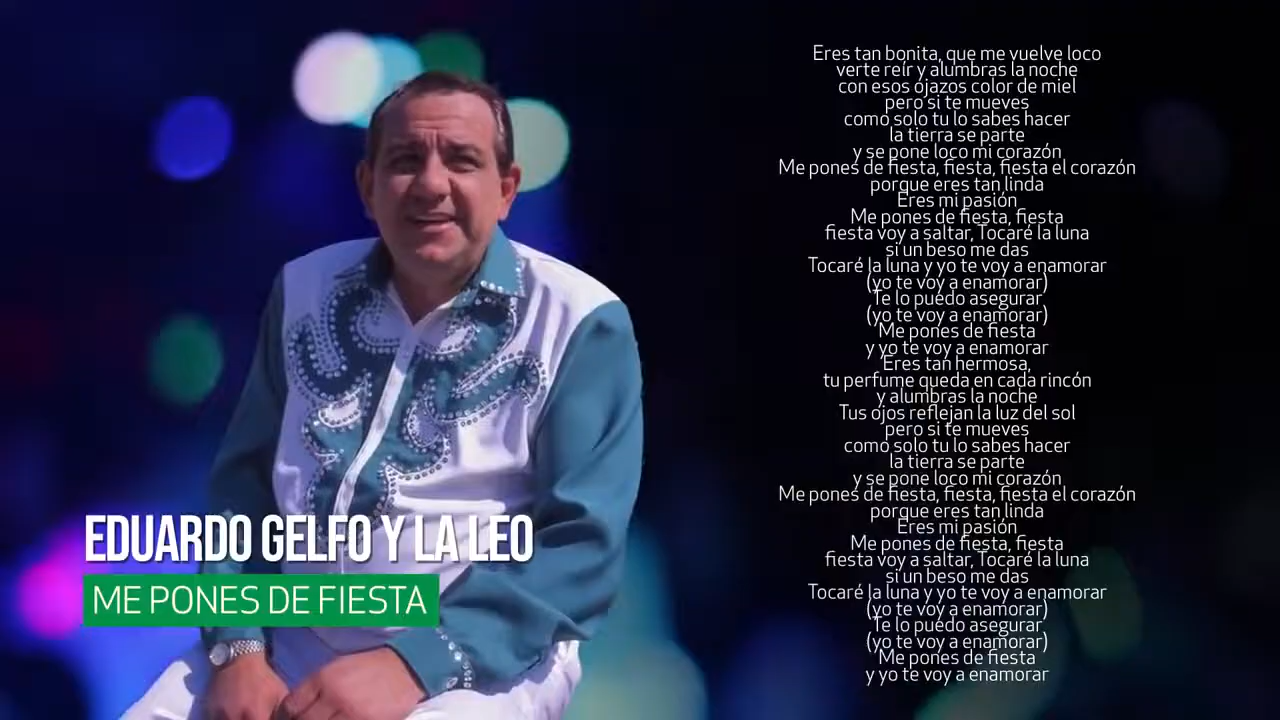 EDUARDO GELFO Y LA LEO
ME PONES DE FIESTA
Eres tan bonita, que me vuelve loco
verte reír y alumbras la noche
con esos ojazos color de miel
pero si te mueves
como solo tu lo sabes hacer
la tierra se parte
y se pone loco mi corazón
Me pones de fiesta, fiesta, fiesta el corazón
porque eres tan linda
Eres mi pasión
Me pones de fiesta, fiesta
fiesta voy a saltar, Tocaré la luna
si un beso me das
Tocaré la luna y yo te voy a enamorar
(yo te voy a enamorar)
Te lo puedo asegurar
(yo te voy a enamorar)
Me pones de fiesta
y yo te voy a enamorar
Eres tan hermosa,
tu perfume queda en cada rincón
y alumbras la noche
Tus ojos reflejan la luz del sol
pero si te mueves
como solo tu lo sabes hacer
la tierra se parte
y se pone loco mi corazón
Me pones de fiesta, fiesta, fiesta el corazón
porque eres tan linda
Eres mi pasión
Me pones de fiesta, fiesta
fiesta voy a saltar, Tocaré la luna
si un beso me das
Tocaré la luna y yo te voy a enamorar
(yo te voy a enamorar)
Te lo puedo asegurar
(yo te voy a enamorar)
Me pones de fiesta
y yo te voy a enamorar